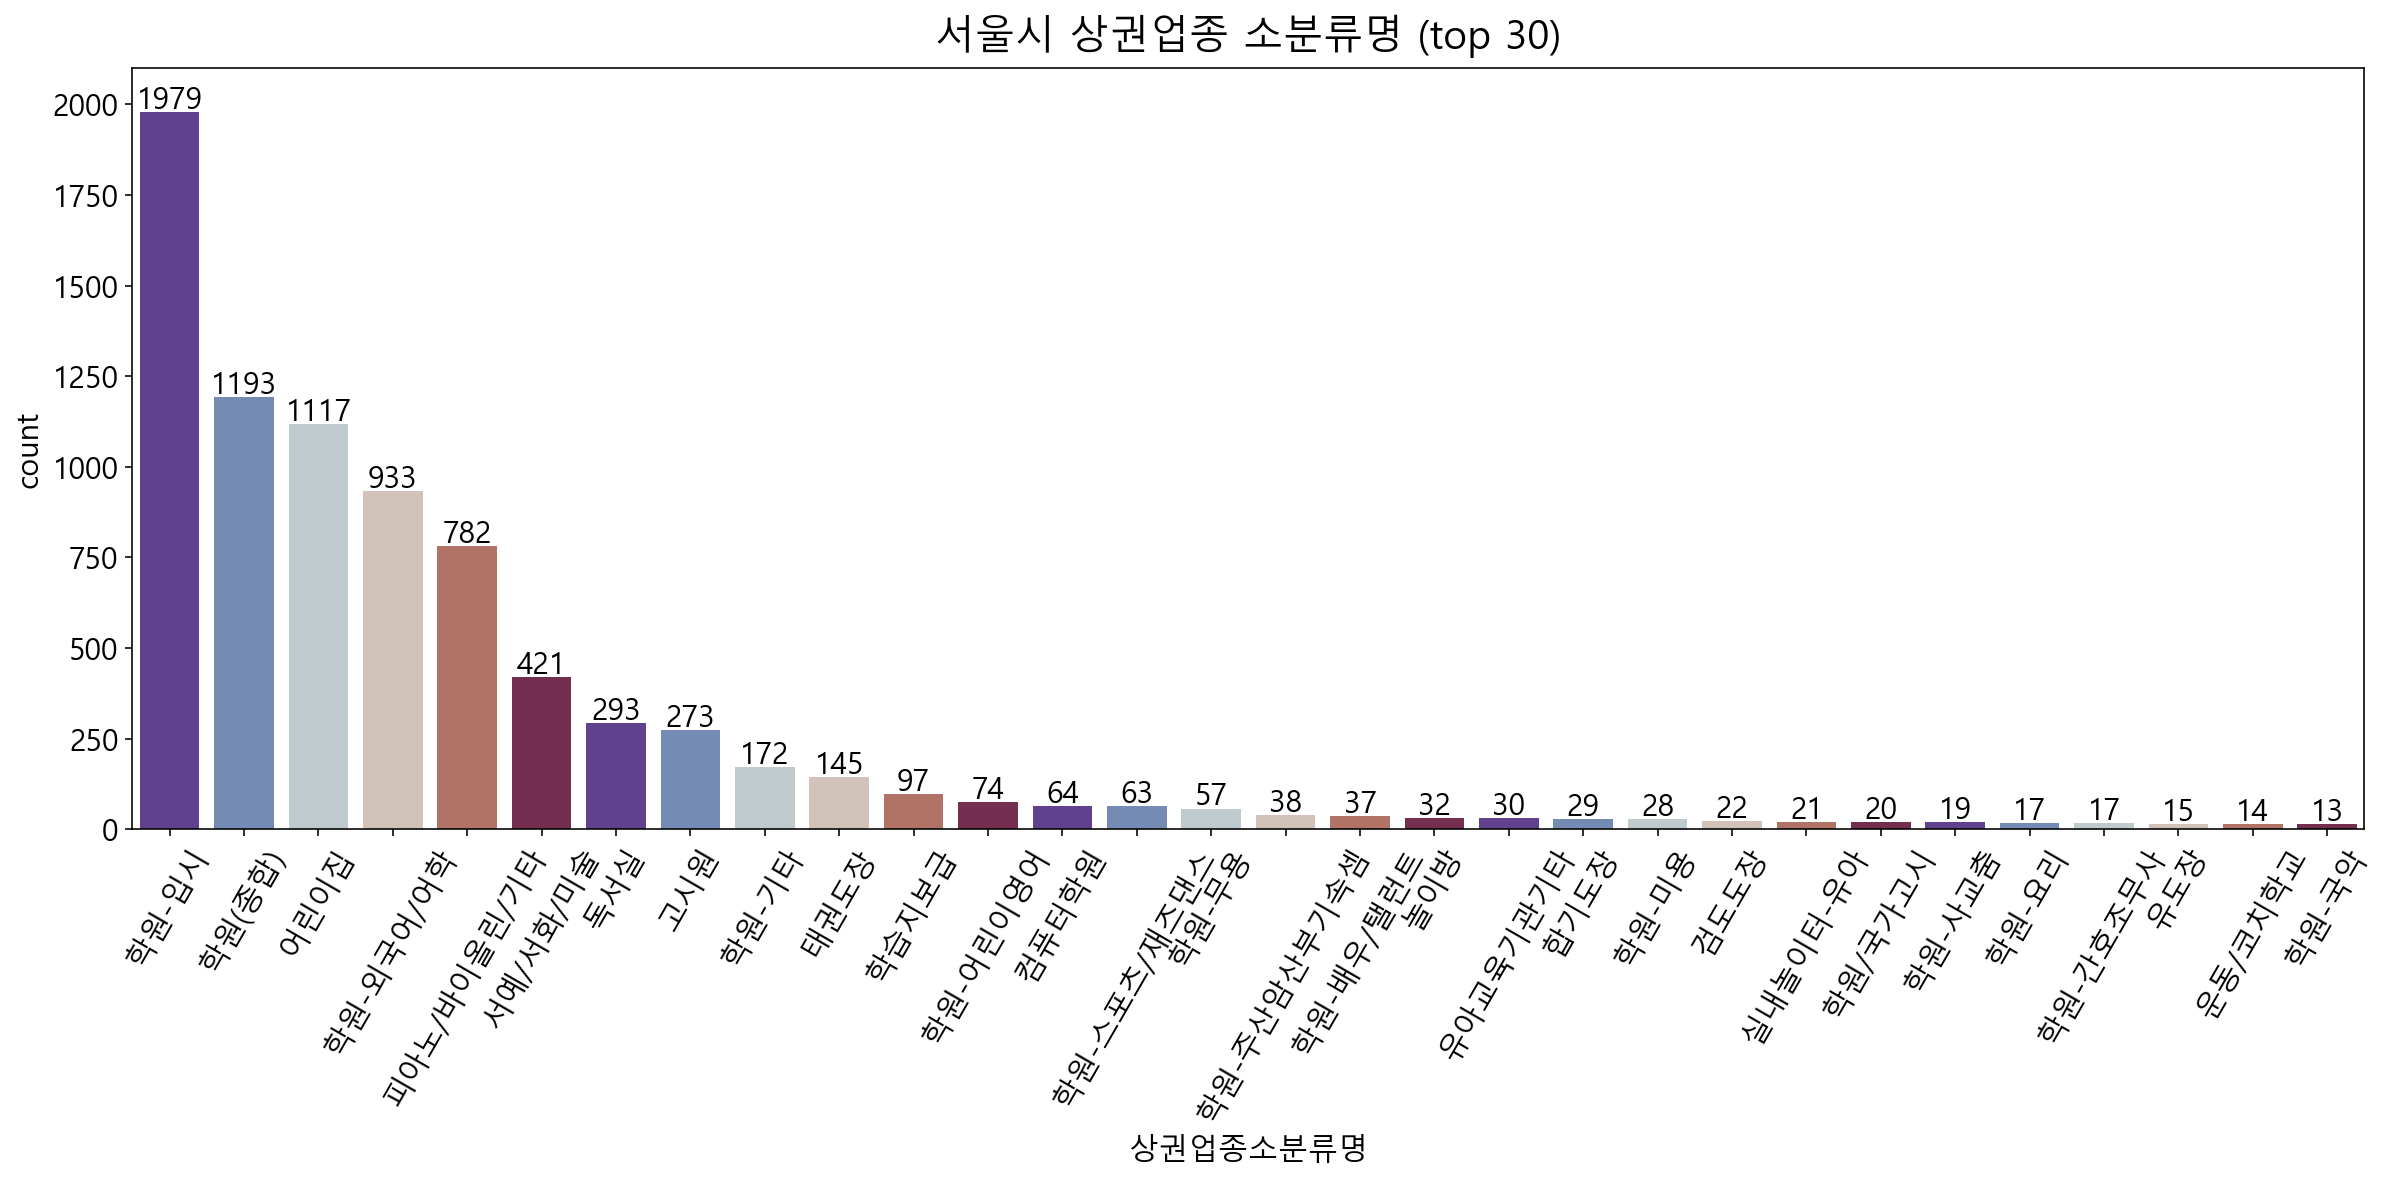 서울시 상권업종 소분류명 (top 30)
count
2000
1750
1500
1250
1000
750
500
250
0
1979
1193
1117
933
782
421
293
273
172
145
97
74
64
63
57
38
37
32
30
29
28
22
21
20
19
17
17
15
14
13
학원-입시
학원(종합)
어린이집
학원-외국어/어학
피아노/바이올린/기타
서예/서화/미술
독서실
고시원
학원-기타
태권도장
학습지보급
학원-어린이영어
컴퓨터학원
학원-스포츠/재즈댄스
학원-무용
학원-주산암산부기속셈
학원-배우/탤런트
놀이방
유아교육기관기타
합기도장
학원-미용
검도도장
실내놀이터-유아
학원/국가고시
학원-사교춤
학원-요리
학원-간호조무사
유도장
운동/코치학교
학원-국악
상권업종소분류명